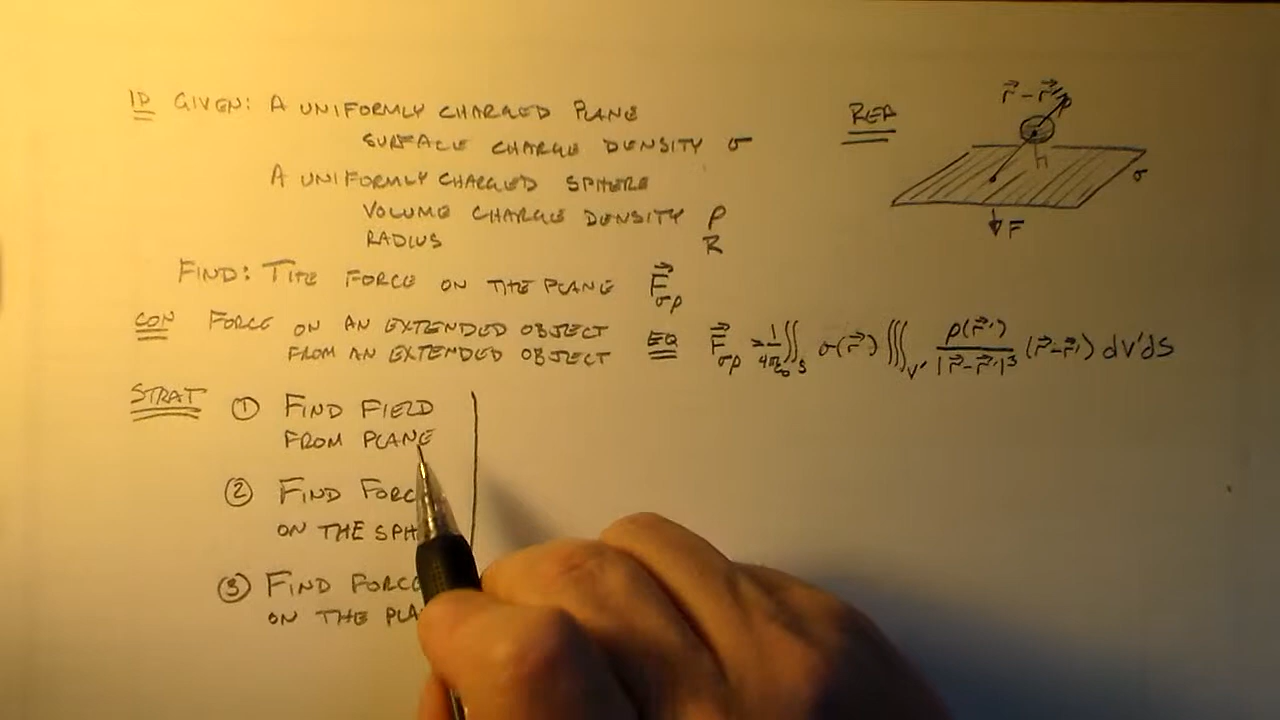 ID GIVEN: A UNIFORMLY CHARGED PLANE
SURFACE CHARGE DENSITY σ
A UNIFORMLY CHARGED SPHERE
VOLUME CHARGE DENSITY ρ
RADIUS R
FIND: THE FORCE ON THE PLANE F⃗σρ
CON FORCE ON AN EXTENDED OBJECT
FROM AN EXTENDED OBJECT
EQ F⃗σρ = 1/4πε₀ ∬S σ(r⃗) ∭V' ρ(r⃗')/|r⃗-r⃗'|³ (r⃗-r⃗') dV'dS
REP
r⃗-r⃗'
h
σ
F
STRAT ① FIND FIELD
FROM PLANE
② FIND FORC
ON THE SPH
③ FIND FORC
ON THE PLA